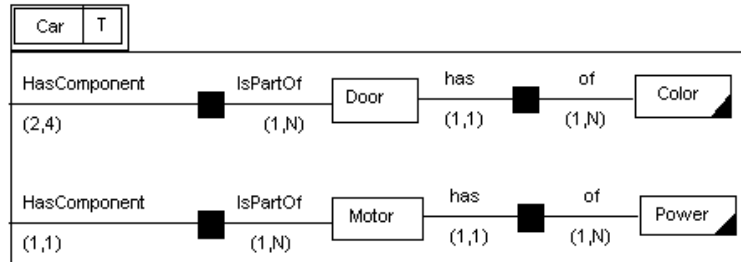 Car T
HasComponent IsPartOf Door has of Color
(2,4) (1,N) (1,1) (1,N)
HasComponent IsPartOf Motor has of Power
(1,1) (1,N) (1,1) (1,N)